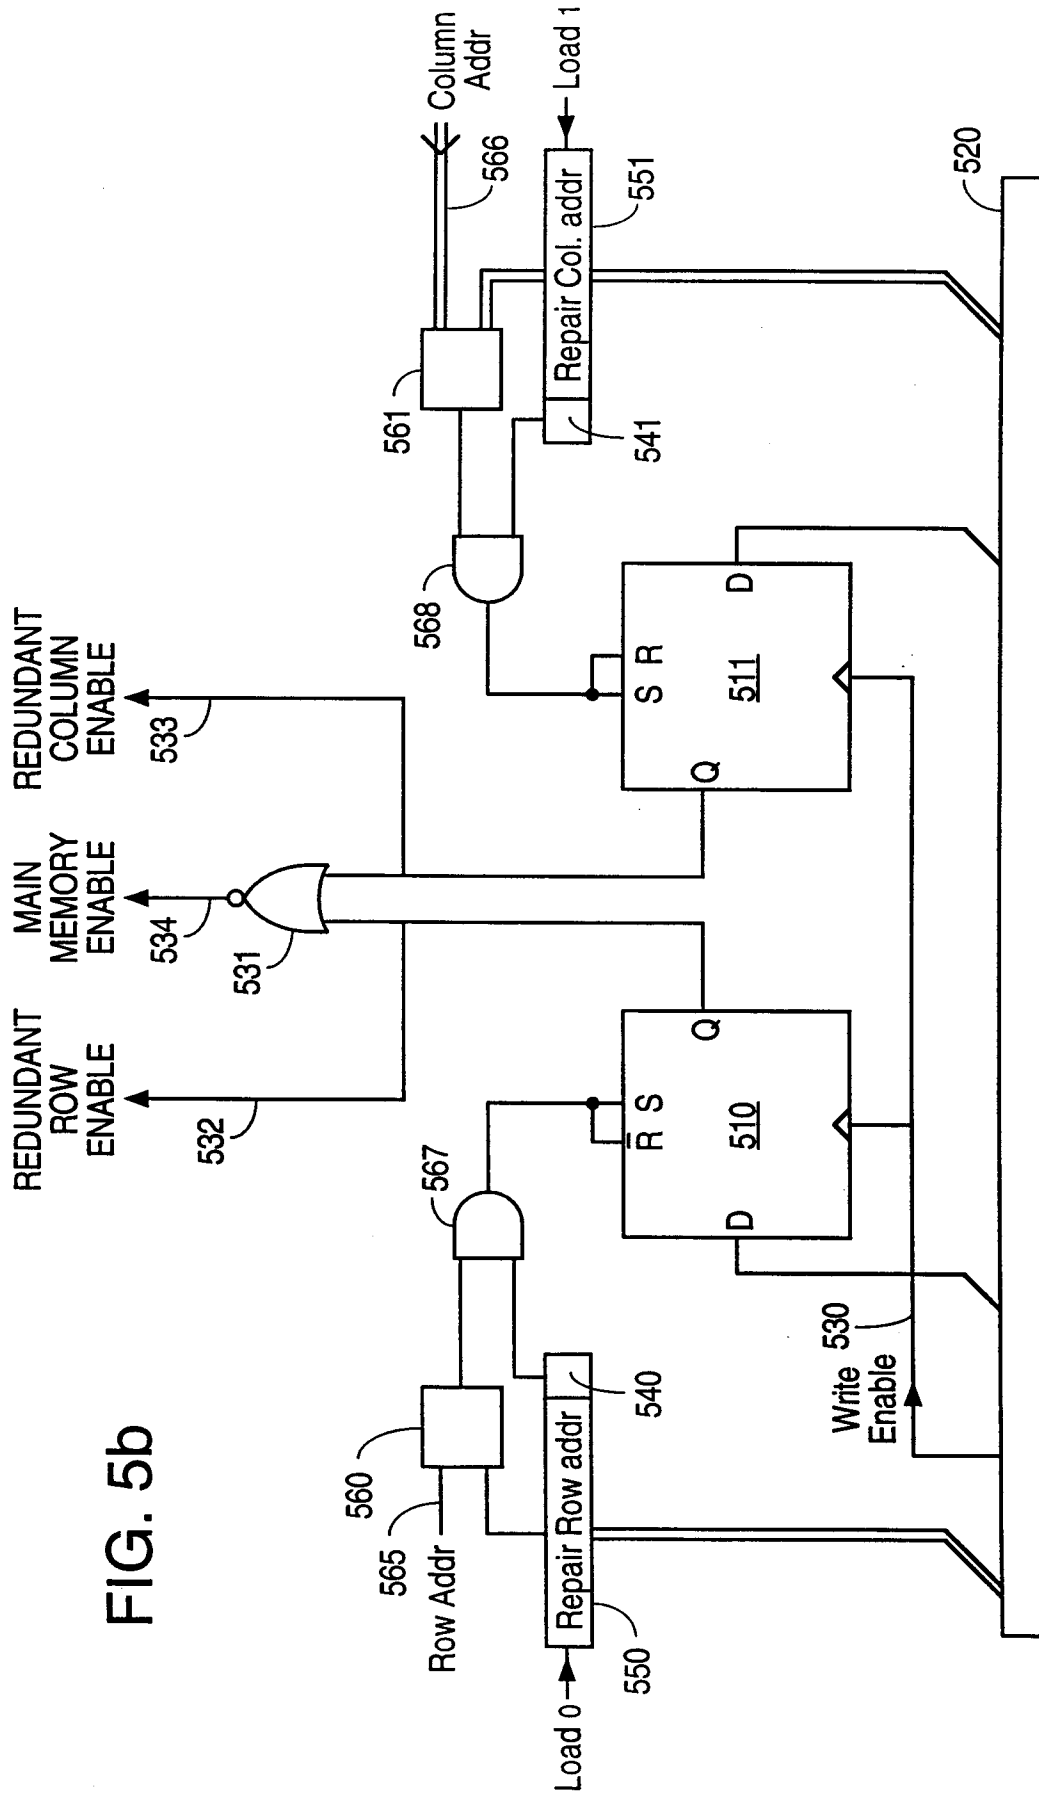 FIG. 5b
REDUNDANT
ROW
ENABLE
MAIN
MEMORY
ENABLE
REDUNDANT
COLUMN
ENABLE
532
534
533
531
560
567
568
561
565
Row Addr
Column
Addr
566
Load 0
Repair Row addr
550
540
R̅ S
510
D
Q
S R
511
Q
D
541
Repair Col. addr
551
Load 1
Write
Enable
530
520